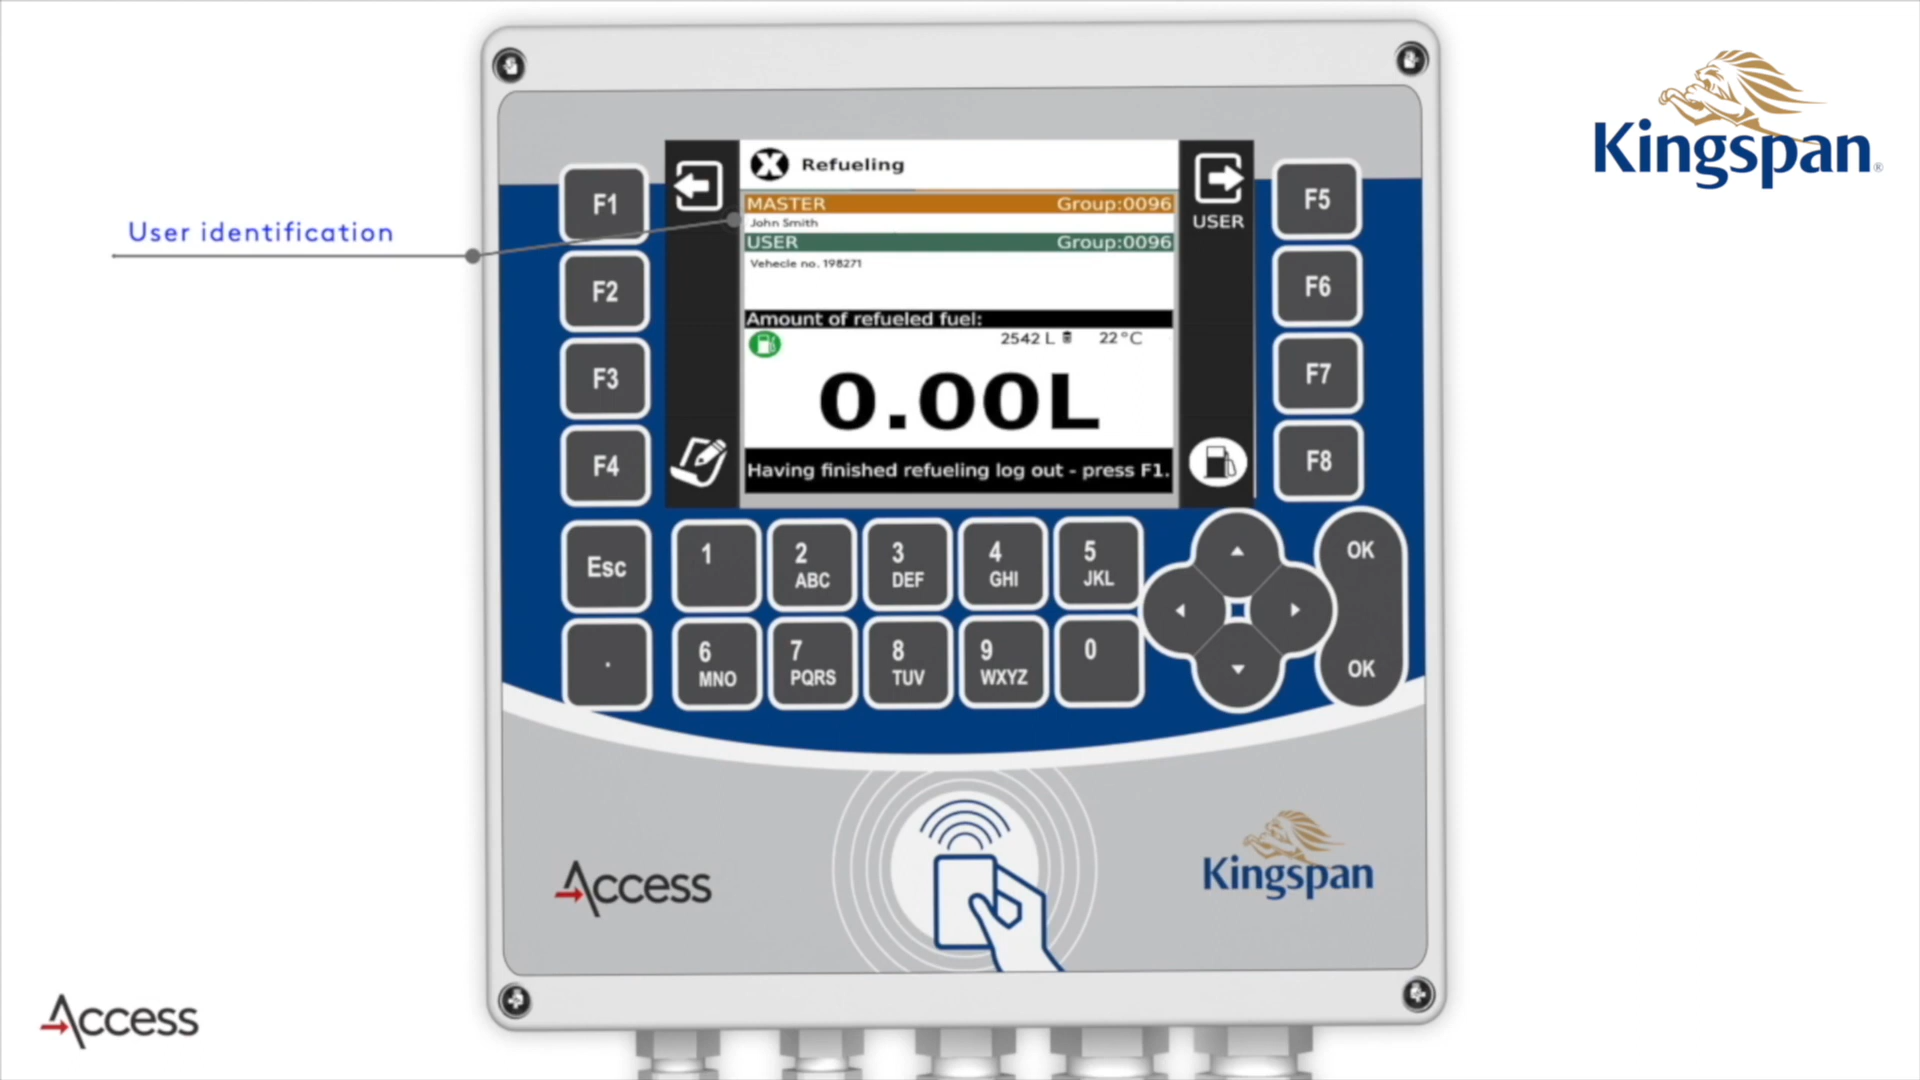 Kingspan®
User identification
Refueling
MASTER Group:0096
John Smith
USER Group:0096
Vehecle no. 198271
Amount of refueled fuel:
2542 L 22°C
0.00L
Having finished refueling log out - press F1.
USER
F1
F2
F3
F4
F5
F6
F7
F8
Esc
1
2 ABC
3 DEF
4 GHI
5 JKL
.
6 MNO
7 PQRS
8 TUV
9 WXYZ
0
OK
OK
Access
Kingspan
Access